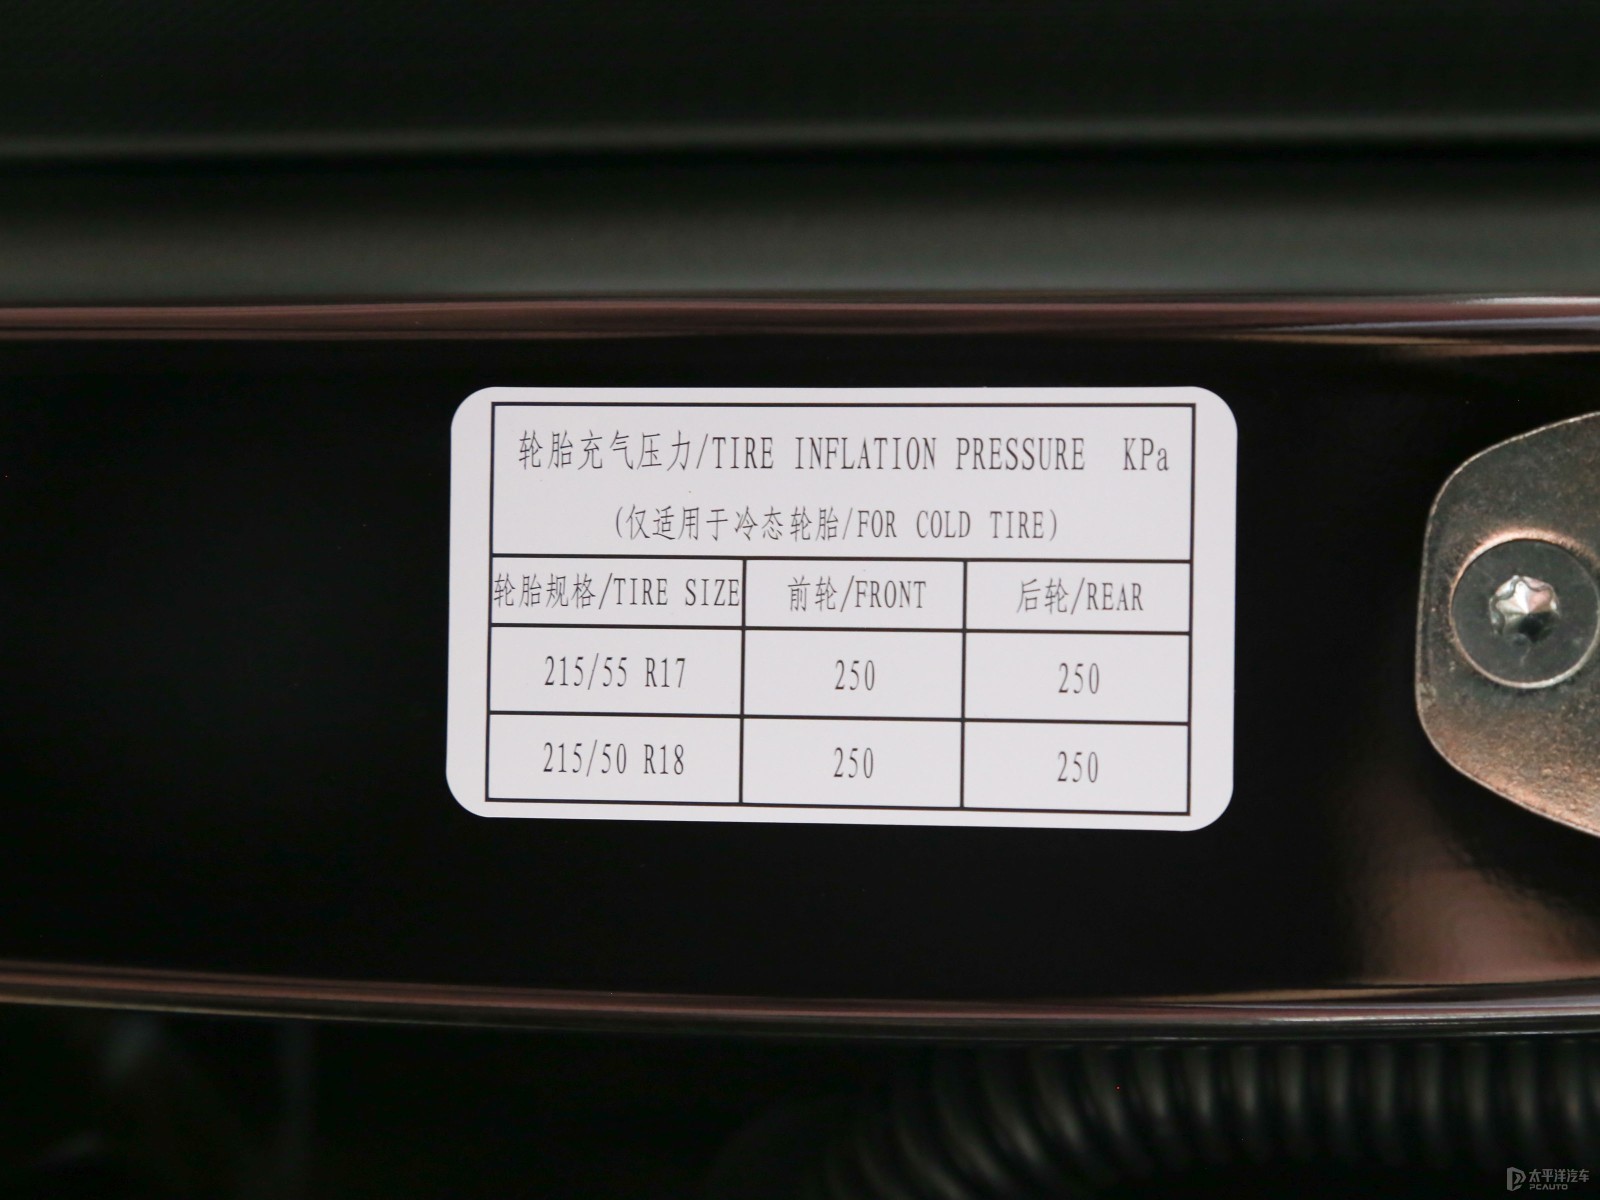 轮胎充气压力/TIRE INFLATION PRESSURE KPa
(仅适用于冷态轮胎/FOR COLD TIRE)
轮胎规格/TIRE SIZE 前轮/FRONT 后轮/REAR
215/55 R17 250 250
215/50 R18 250 250
太平洋汽车
PCAUTO